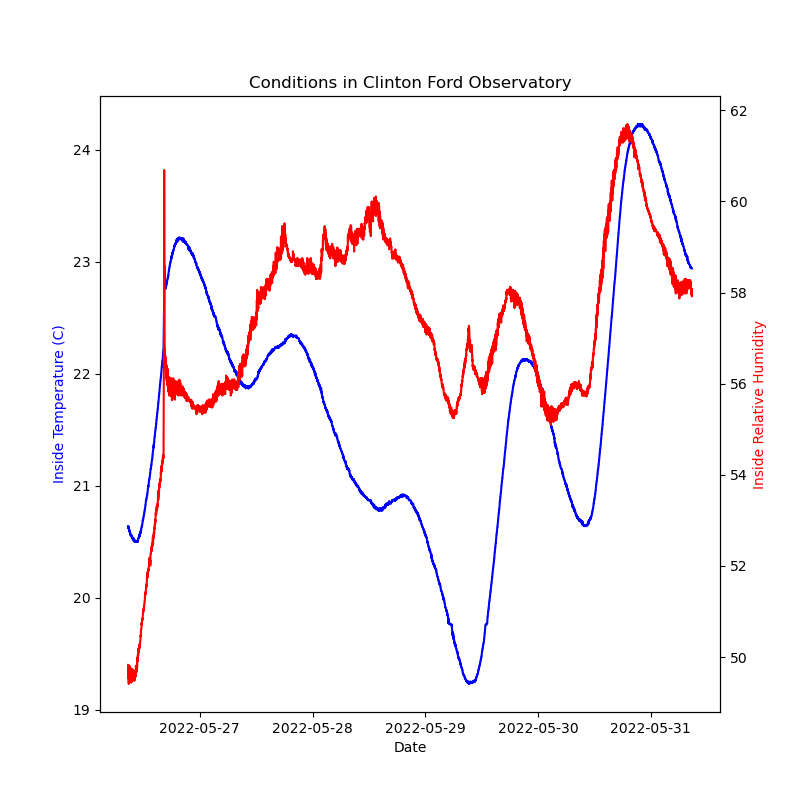 Conditions in Clinton Ford Observatory
24
23
22
21
20
19
Inside Temperature (C)
62
60
58
56
54
52
50
Inside Relative Humidity
2022-05-27 2022-05-28 2022-05-29 2022-05-30 2022-05-31
Date